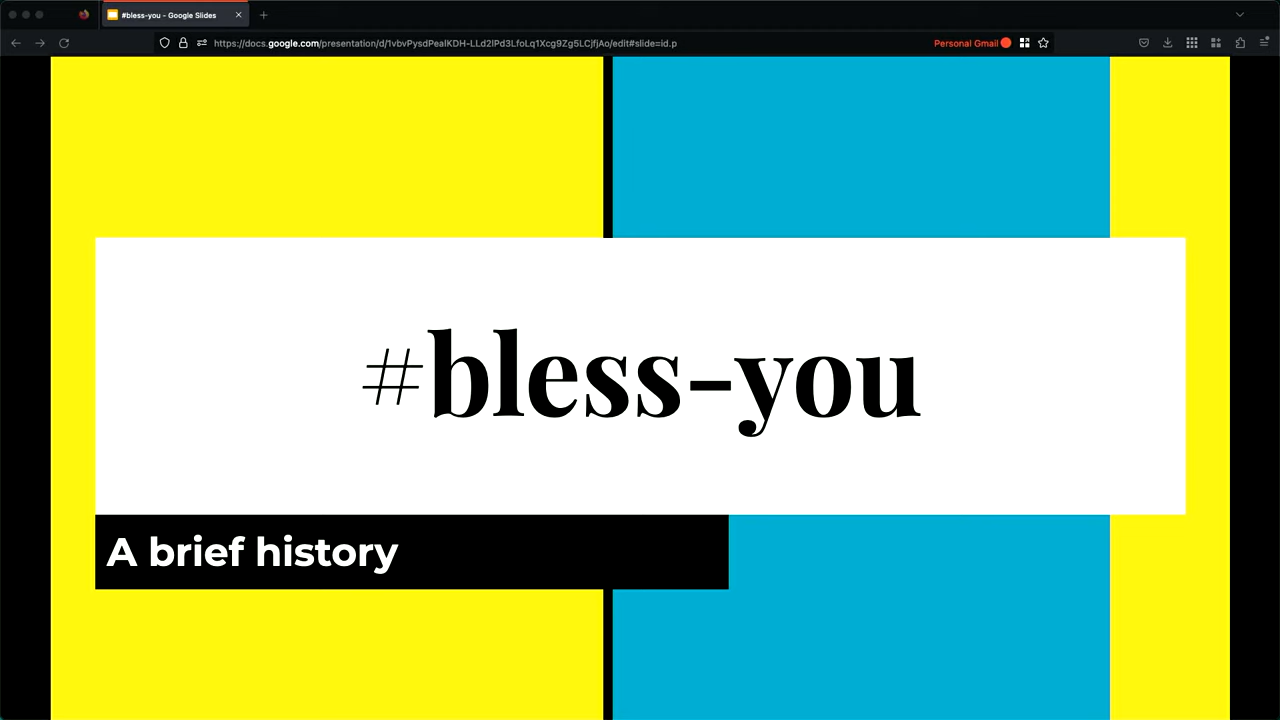 #bless-you - Google Slides
https://docs.google.com/presentation/d/1vbvPysdPealKDH-LLd2IPd3LfoLq1Xcg9Zg5LCjfjAo/edit#slide=id.p
Personal Gmail
#bless-you
A brief history